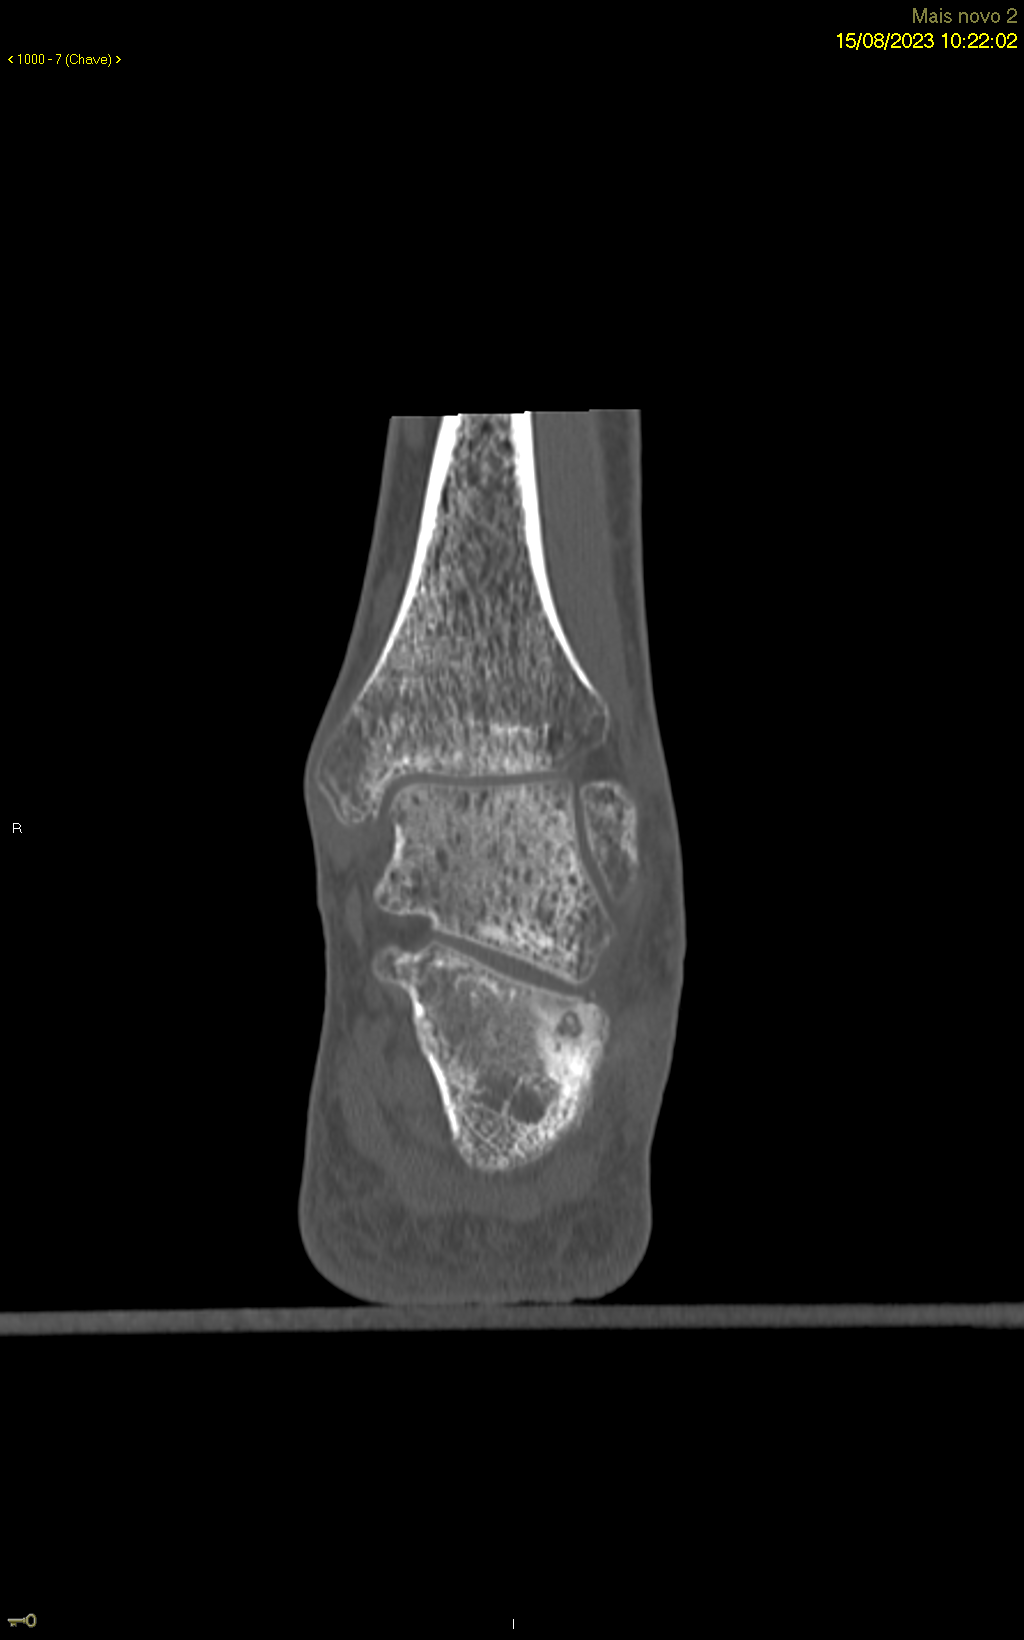 Mais novo 2
15/08/2023 10:22:02
< 1000 - 7 (Chave) >
R
I